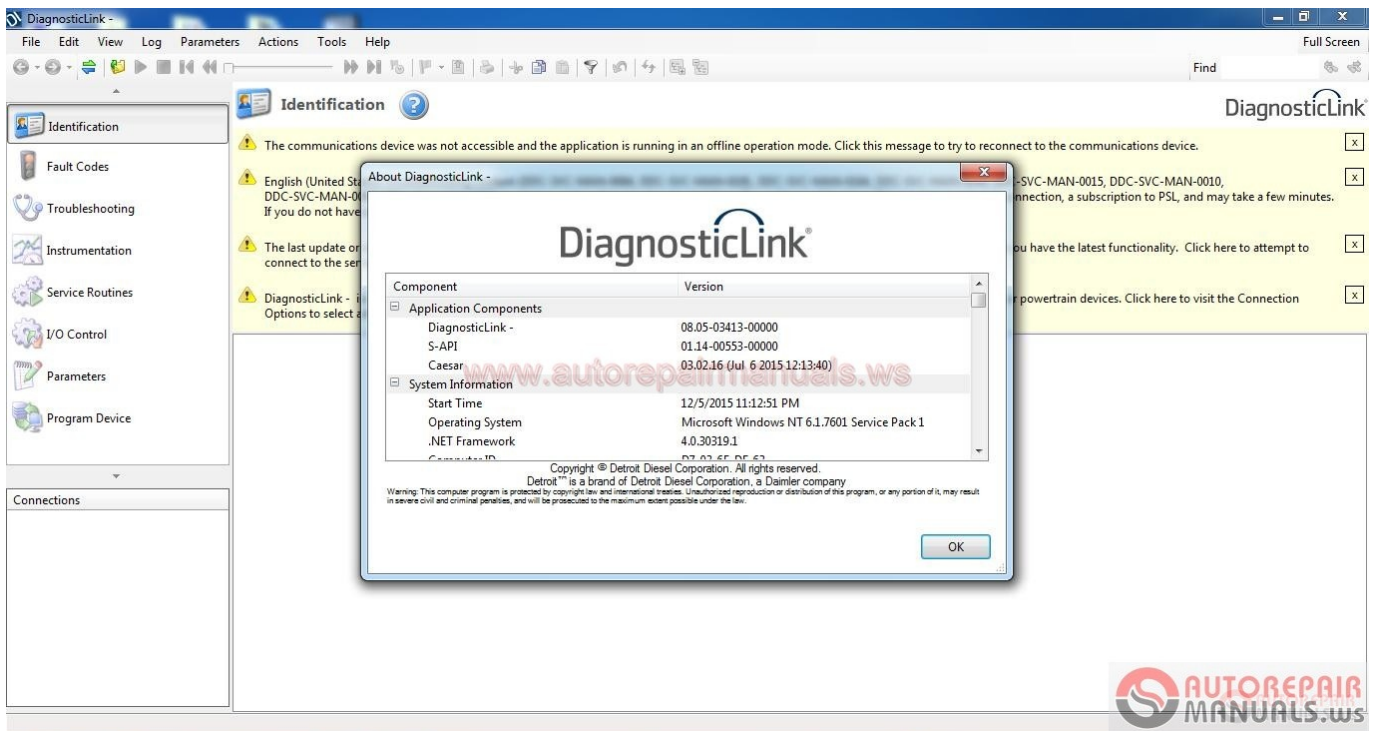 DiagnosticLink -
File Edit View Log Parameters Actions Tools Help Full Screen
Find
Identification
Fault Codes
Troubleshooting
Instrumentation
Service Routines
I/O Control
Parameters
Program Device
Connections
Identification ?
DiagnosticLink
The communications device was not accessible and the application is running in an offline operation mode. Click this message to try to reconnect to the communications device. x
English (United Sta
-SVC-MAN-0015, DDC-SVC-MAN-0010, x
DDC-SVC-MAN-00
nnection, a subscription to PSL, and may take a few minutes.
If you do not have
The last update or
ou have the latest functionality. Click here to attempt to x
connect to the ser
DiagnosticLink - i
r powertrain devices. Click here to visit the Connection x
Options to select a
About DiagnosticLink -
DiagnosticLink®
Component Version
Application Components
DiagnosticLink - 08.05-03413-00000
S-API 01.14-00553-00000
Caesar 03.02.16 (Jul 6 2015 12:13:40)
System Information
Start Time 12/5/2015 11:12:51 PM
Operating System Microsoft Windows NT 6.1.7601 Service Pack 1
.NET Framework 4.0.30319.1
Copyright © Detroit Diesel Corporation. All rights reserved.
Detroit™ is a brand of Detroit Diesel Corporation, a Daimler company
Warning: This computer program is protected by copyright law and international treaties. Unauthorized reproduction or distribution of this program, or any portion of it, may result
in severe civil and criminal penalties, and will be prosecuted to the maximum extent possible under the law.
OK
www.autorepairmanuals.ws
AUTOREPAIR
MANUALS.ws